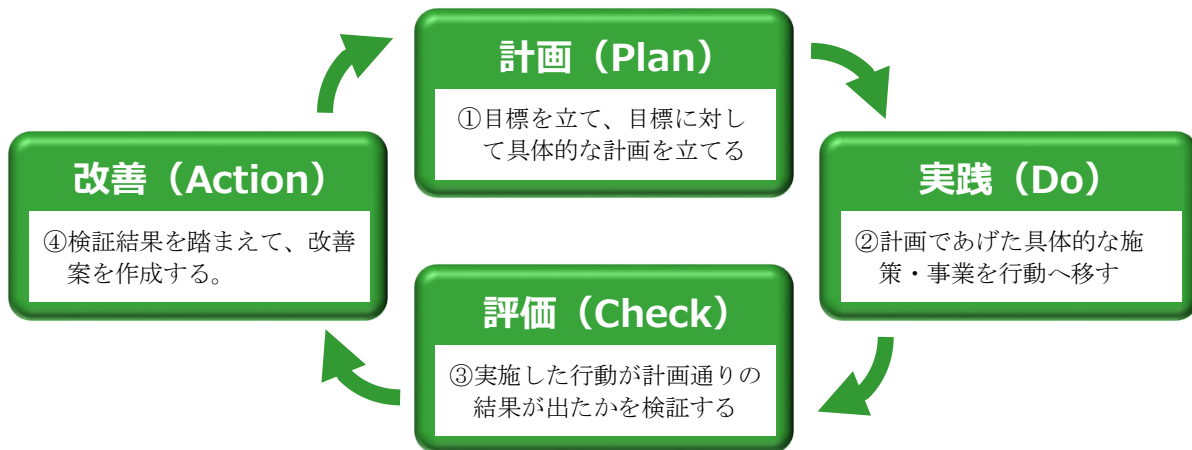 計画（Plan）
①目標を立て、目標に対し
て具体的な計画を立てる
実践（Do）
②計画であげた具体的な施
策・事業を行動へ移す
評価（Check）
③実施した行動が計画通りの
結果が出たかを検証する
改善（Action）
④検証結果を踏まえて、改善
案を作成する。